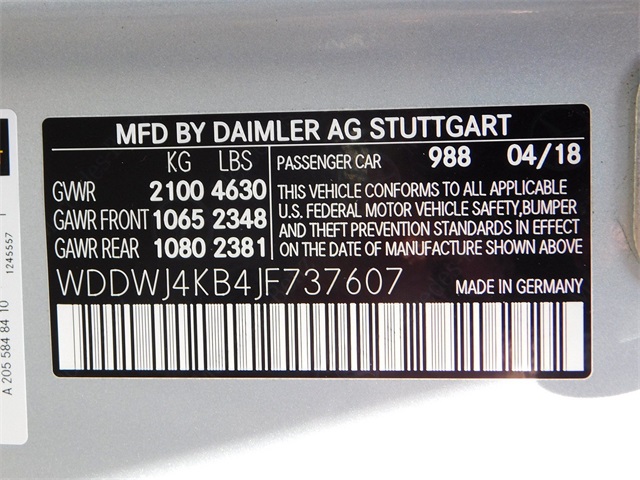 MFD BY DAIMLER AG STUTTGART
KG LBS
GVWR 2100 4630
GAWR FRONT 1065 2348
GAWR REAR 1080 2381
PASSENGER CAR 988 04/18
THIS VEHICLE CONFORMS TO ALL APPLICABLE
U.S. FEDERAL MOTOR VEHICLE SAFETY,BUMPER
AND THEFT PREVENTION STANDARDS IN EFFECT
ON THE DATE OF MANUFACTURE SHOWN ABOVE
WDDWJ4KB4JF737607 MADE IN GERMANY
A 205 584 84 10
1245557